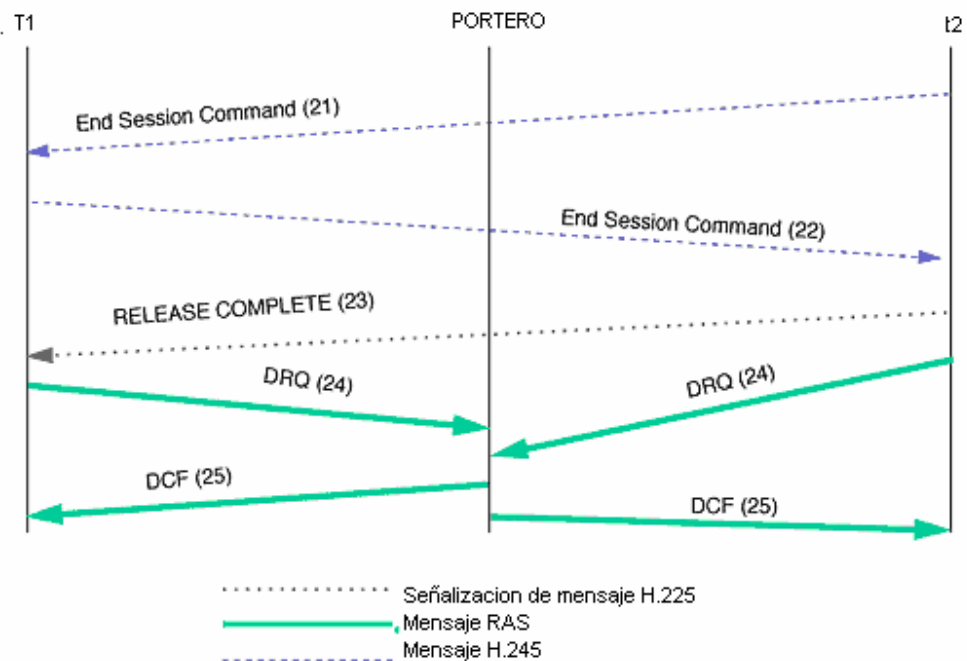 T1
PORTERO
t2
End Session Command (21)
End Session Command (22)
RELEASE COMPLETE (23)
DRQ (24)
DRQ (24)
DCF (25)
DCF (25)
Señalizacion de mensaje H.225
Mensaje RAS
Mensaje H.245